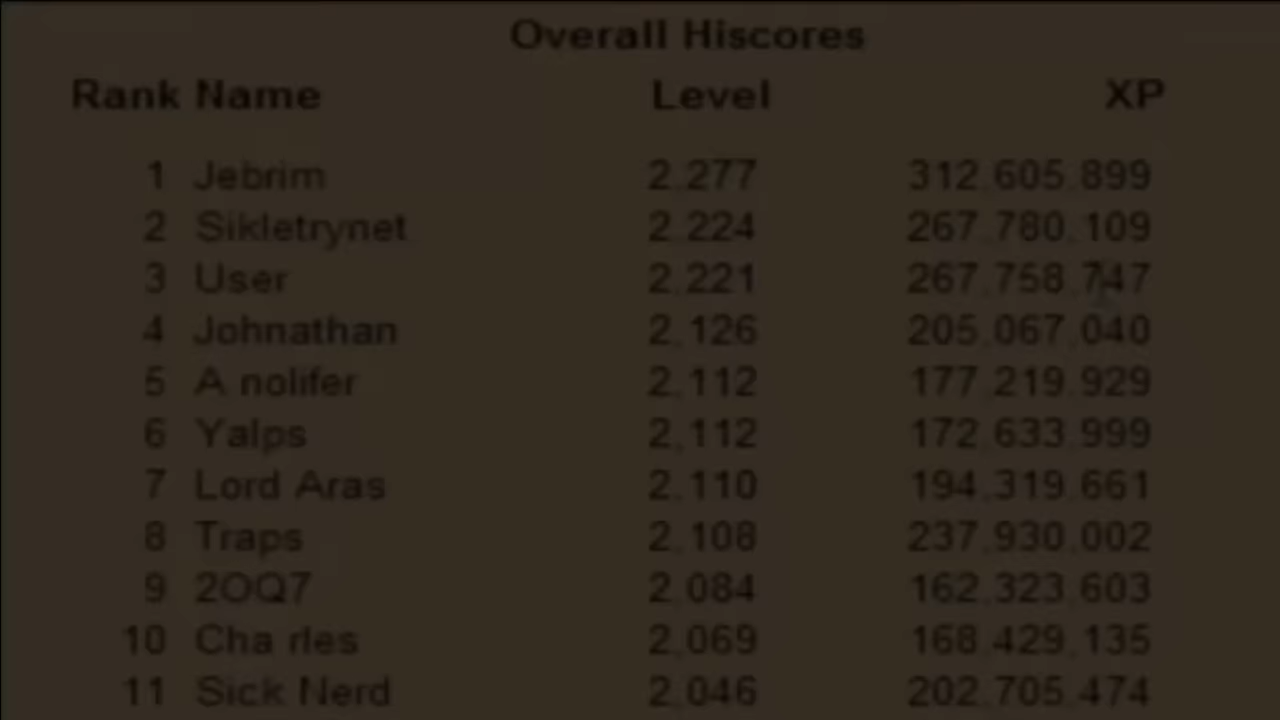 Overall Hiscores
Rank Name Level XP
1 Jebrim 2,277 312,605,899
2 Sikletrynet 2,224 267,780,109
3 User 2,221 267,758,747
4 Johnathan 2,126 205,067,040
5 A nolifer 2,112 177,219,929
6 Yalps 2,112 172,633,999
7 Lord Aras 2,110 194,319,661
8 Traps 2,108 237,930,002
9 2OQ7 2,084 162,323,603
10 Cha rles 2,069 168,429,135
11 Sick Nerd 2,046 202,705,474